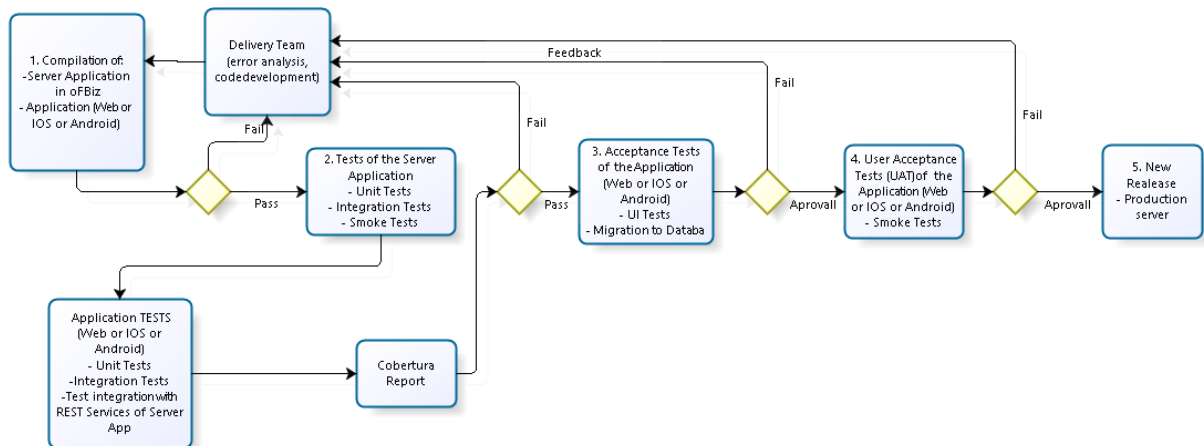 1. Compilation of:
-Server Application
in oFBiz
- Application (Web or
IOS or Android)
Delivery Team
(error analysis,
codedevelopment)
Feedback
Fail
Fail
Fail
Fail
Pass
2. Tests of the Server
Application
- Unit Tests
- Integration Tests
- Smoke Tests
Pass
3. Acceptance Tests
of the Application
(Web or IOS or
Android)
- UI Tests
- Migration to Databa
Aprovall
4. User Acceptance
Tests (UAT)of the
Application (Web
or IOS or Android)
- Smoke Tests
Aprovall
5. New
Realease
- Production
server
Application TESTS
(Web or IOS or
Android)
- Unit Tests
-Integration Tests
-Test integration with
REST Services of Server
App
Cobertura
Report